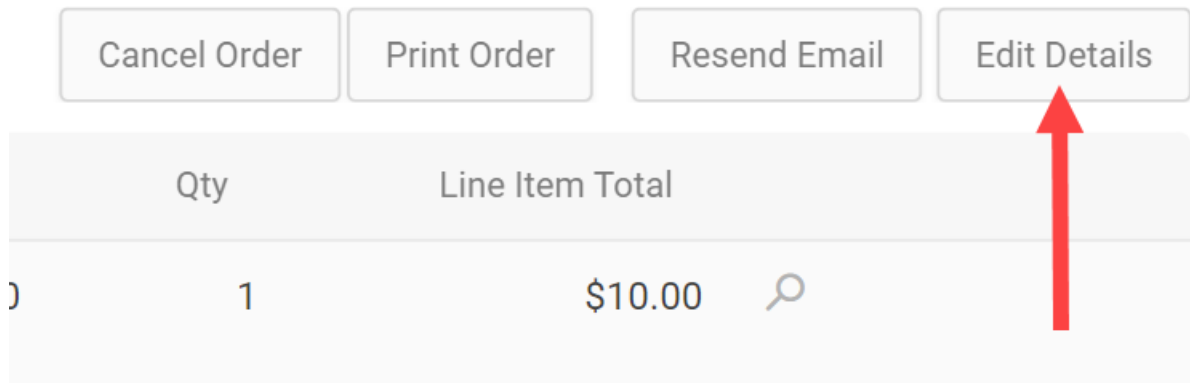 Cancel Order Print Order Resend Email Edit Details
Qty Line Item Total
1 $10.00